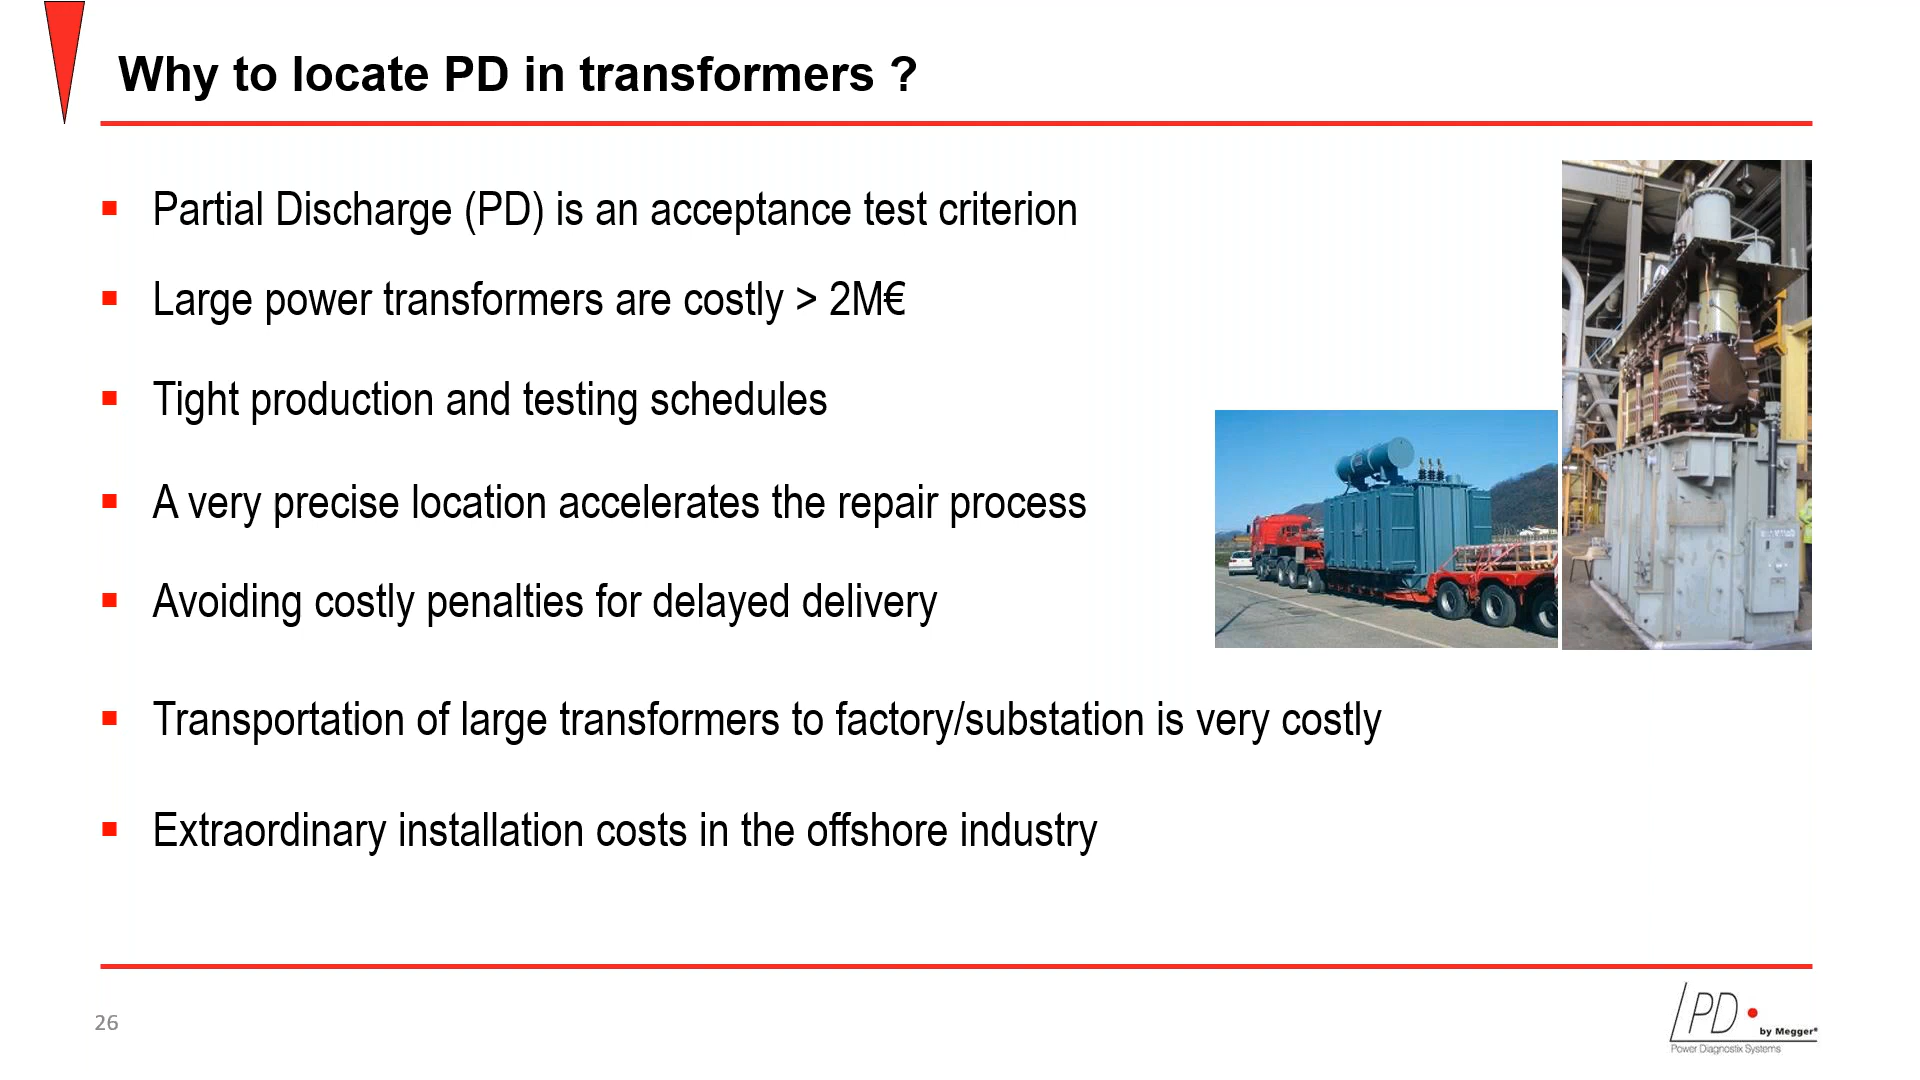 Why to locate PD in transformers ?
Partial Discharge (PD) is an acceptance test criterion
Large power transformers are costly > 2M€
Tight production and testing schedules
A very precise location accelerates the repair process
Avoiding costly penalties for delayed delivery
Transportation of large transformers to factory/substation is very costly
Extraordinary installation costs in the offshore industry
26
PD
by Megger®
Power Diagnostix Systems